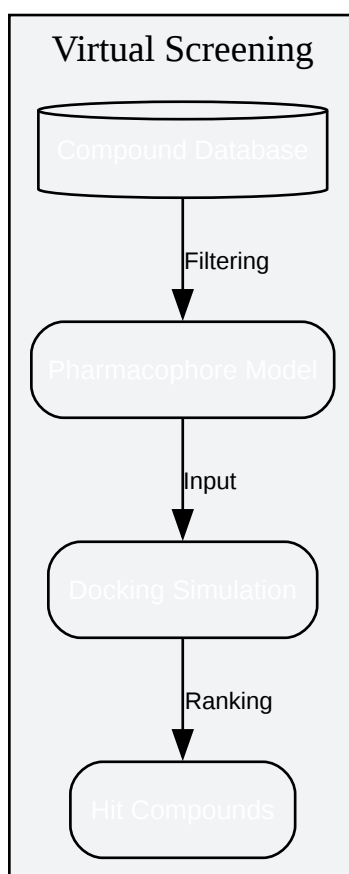 Virtual Screening
Compound Database
Filtering
Pharmacophore Model
Input
Docking Simulation
Ranking
Hit Compounds